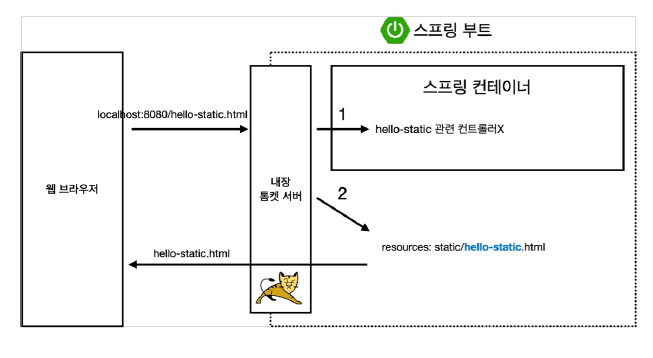 스프링 부트
스프링 컨테이너
localhost:8080/hello-static.html
1
hello-static 관련 컨트롤러X
웹 브라우저
내장
톰켓 서버
2
resources: static/hello-static.html
hello-static.html